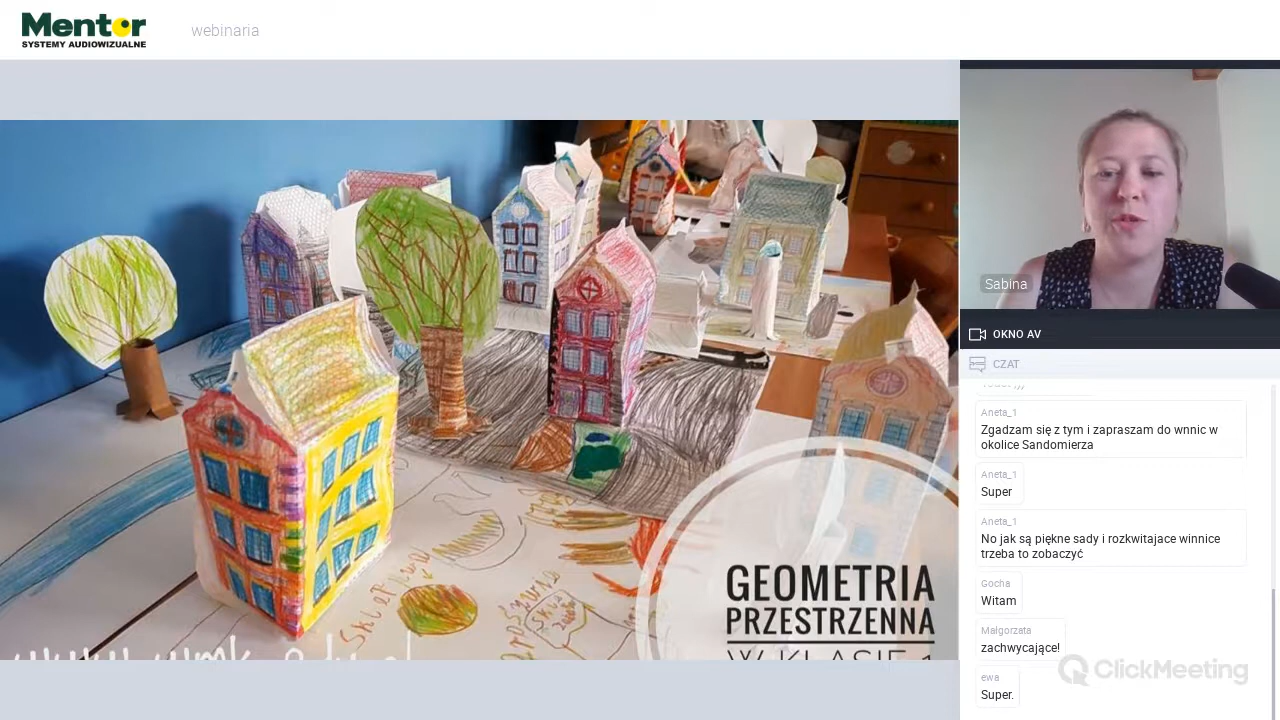 Mentor
SYSTEMY AUDIOWIZUALNE
webinaria
Sabina
OKNO AV
CZAT
Aneta_1
Zgadzam się z tym i zapraszam do wnnic w
okolice Sandomierza
Aneta_1
Super
Aneta_1
No jak są piękne sady i rozkwitajace winnice
trzeba to zobaczyć
Gocha
Witam
Małgorzata
zachwycające!
ewa
Super.
ClickMeeting
GEOMETRIA
PRZESTRZENNA
W KLASIE 1